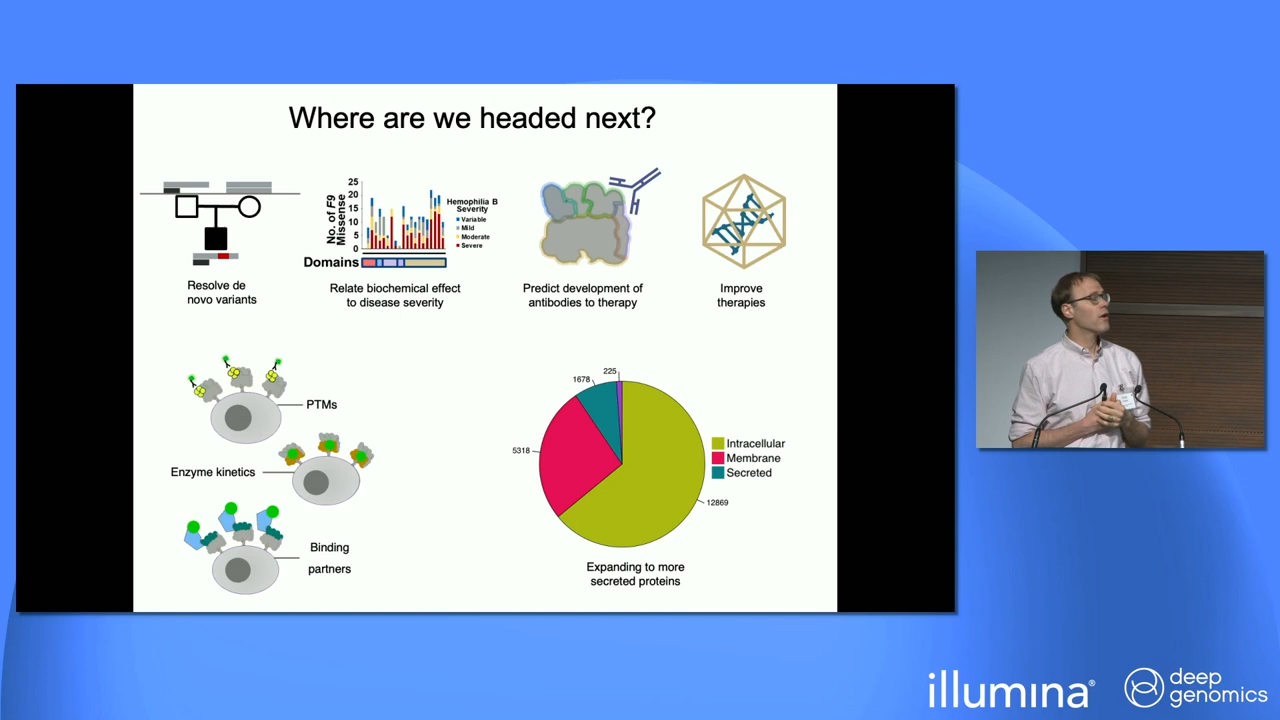 Where are we headed next?
25
20
15
10
5
0
No. of F9
Missense
Hemophilia B
Severity
Variable
Mild
Moderate
Severe
Domains
Resolve de
novo variants
Relate biochemical effect
to disease severity
Predict development of
antibodies to therapy
Improve
therapies
PTMs
Enzyme kinetics
Binding
partners
225
1678
5318
12869
Intracellular
Membrane
Secreted
Expanding to more
secreted proteins
illumina®
deep
genomics